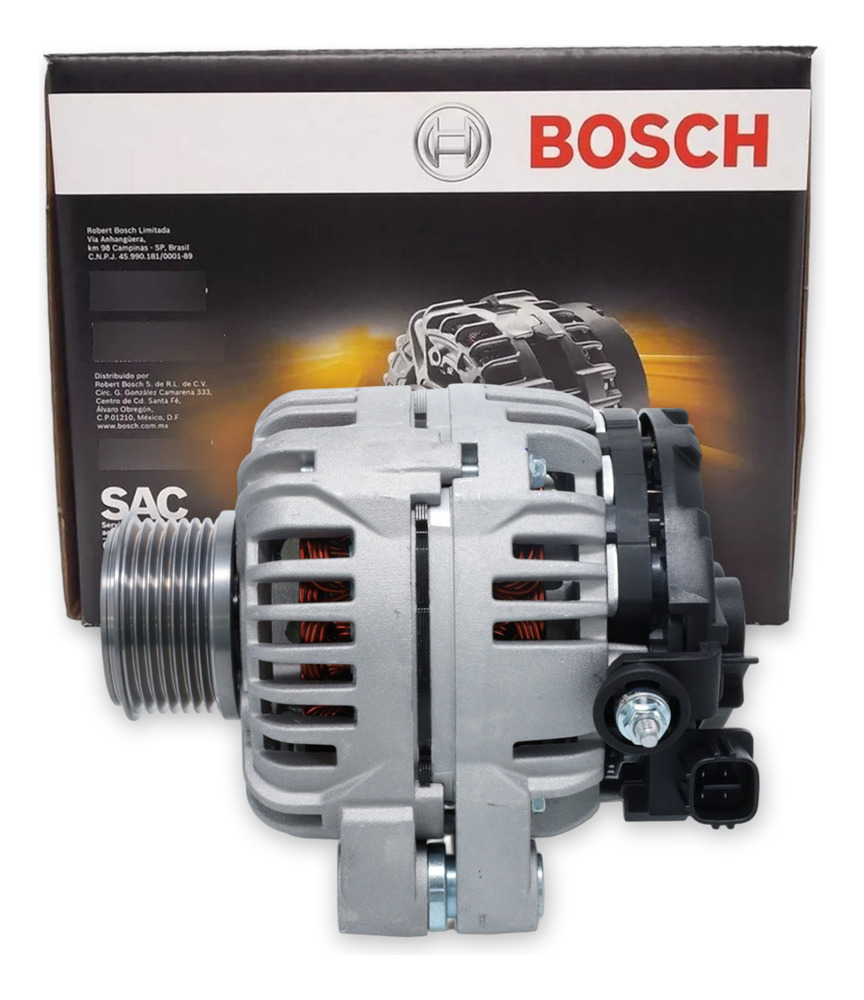 BOSCH
Robert Bosch Limitada
Via Anhangüera,
km 98 Campinas - SP, Brasil
C.N.P.J. 45.990.181/0001-89
Distribuido por
Robert Bosch S. de R.L. de C.V.
Circ. G. González Camarena 333,
Centro de Cd. Santa Fé,
Álvaro Obregón,
C.P.01210, México, D.F.
www.bosch.com.mx
SAC